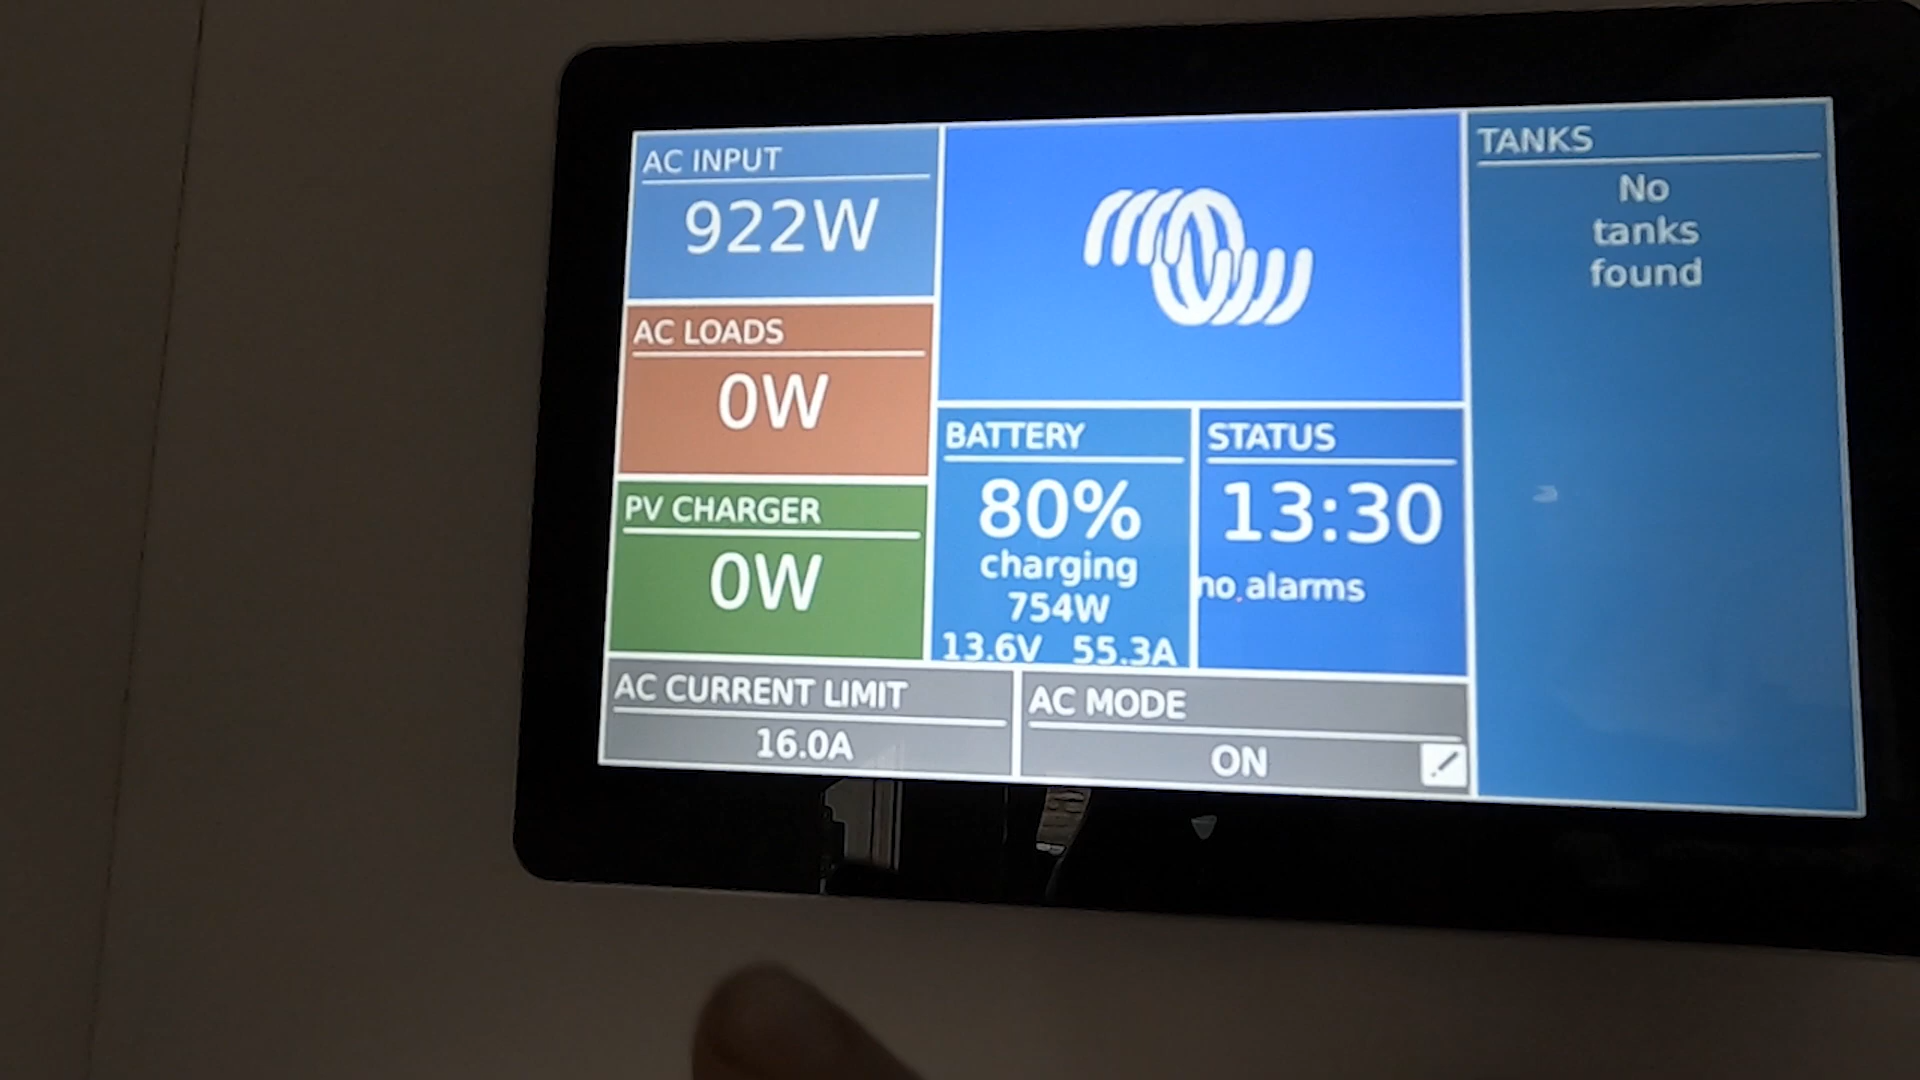 AC INPUT
922W
AC LOADS
0W
PV CHARGER
0W
BATTERY
80%
charging
754W
13.6V 55.3A
STATUS
13:30
no alarms
TANKS
No
tanks
found
AC CURRENT LIMIT
16.0A
AC MODE
ON